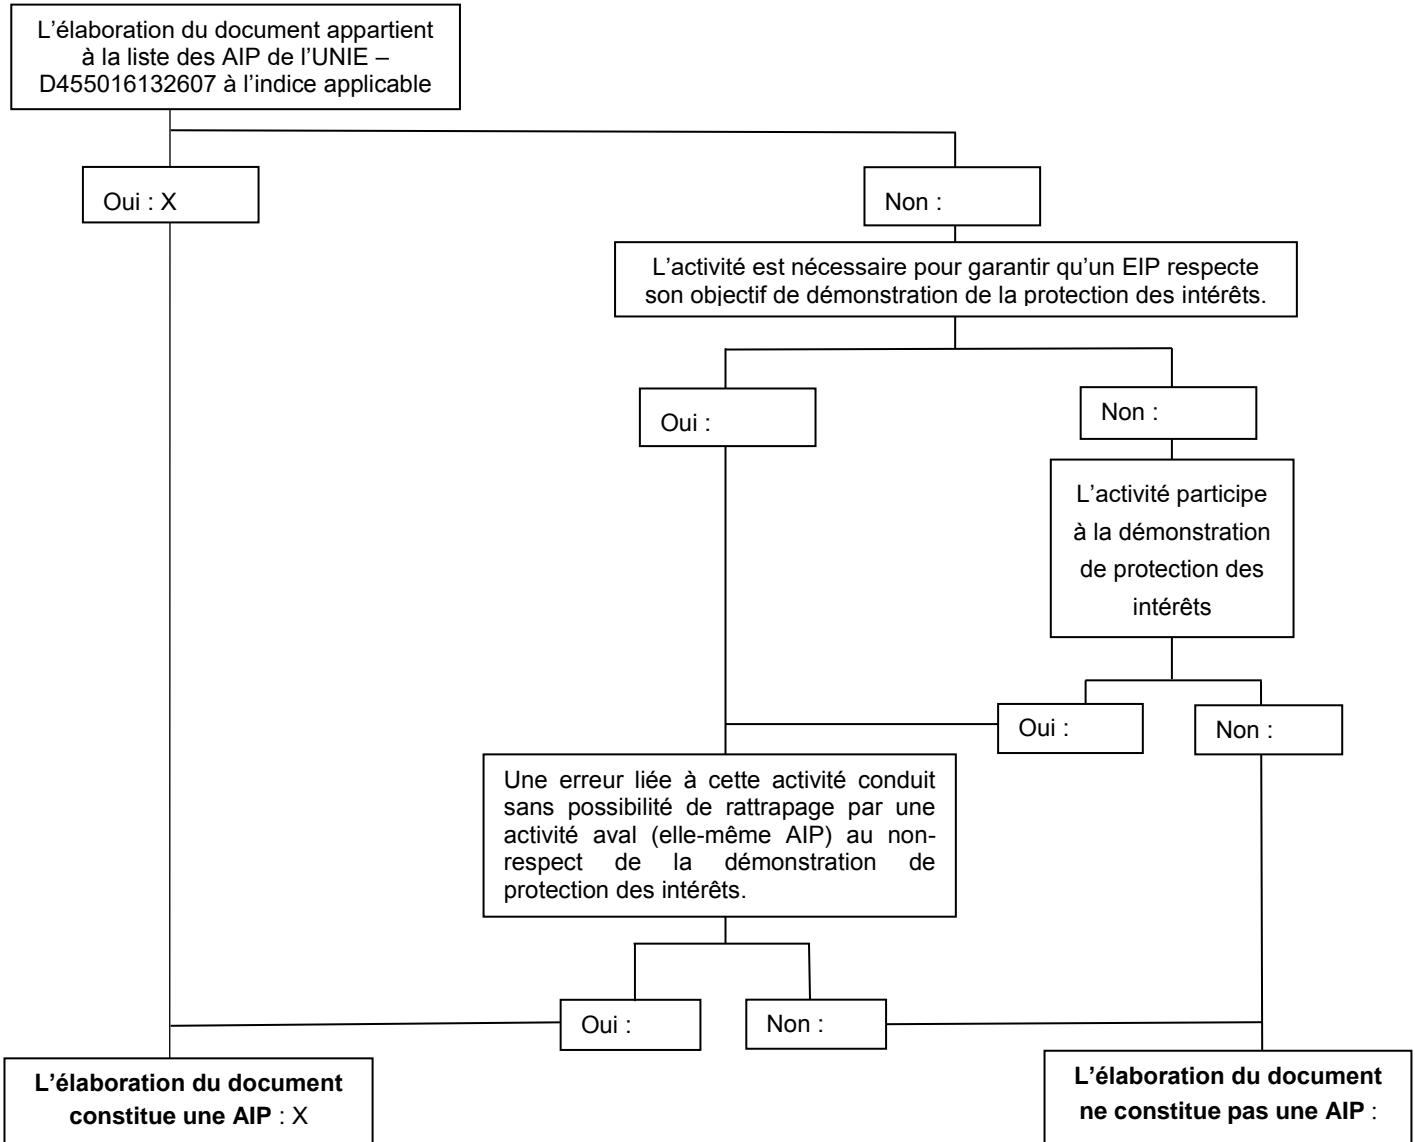 L’élaboration du document appartient
à la liste des AIP de l’UNIE –
D455016132607 à l’indice applicable
Oui : X
Non :
L’activité est nécessaire pour garantir qu’un EIP respecte
son objectif de démonstration de la protection des intérêts.
Oui :
Non :
L’activité participe
à la démonstration
de protection des
intérêts
Oui :
Non :
Une erreur liée à cette activité conduit
sans possibilité de rattrapage par une
activité aval (elle-même AIP) au non-
respect de la démonstration de
protection des intérêts.
Oui :
Non :
L’élaboration du document
constitue une AIP : X
L’élaboration du document
ne constitue pas une AIP :